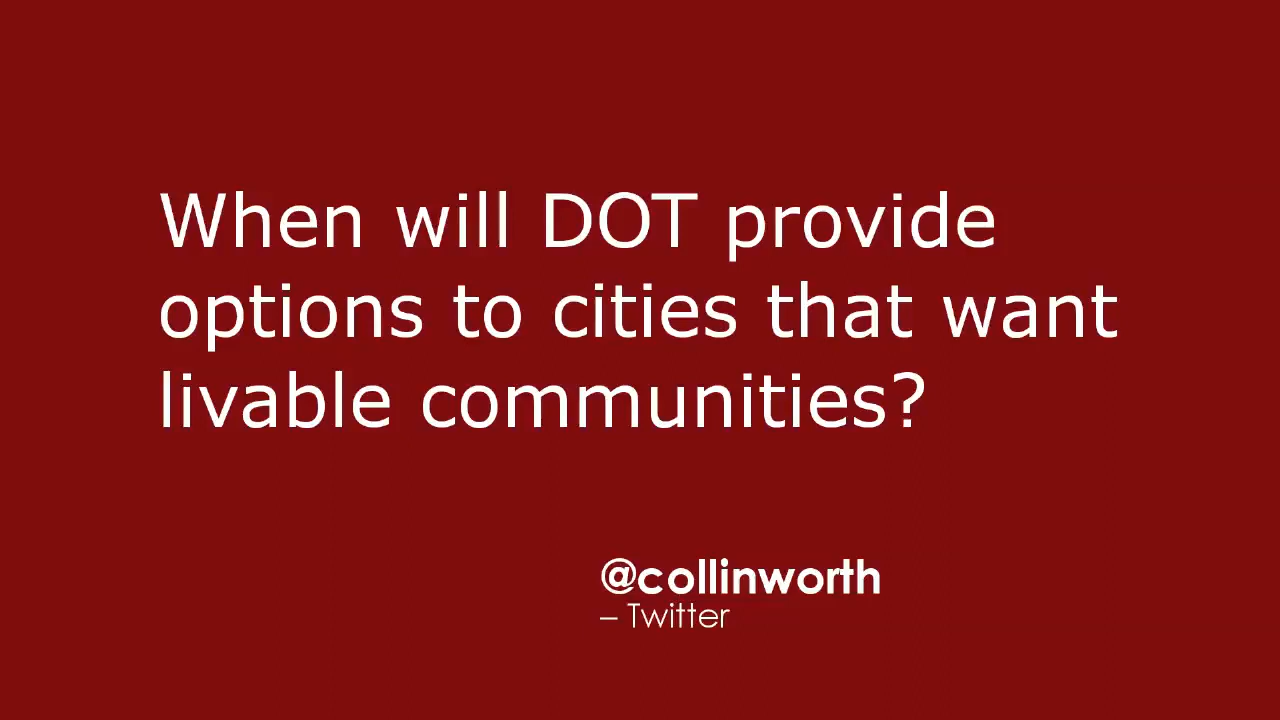 When will DOT provide
options to cities that want
livable communities?
@collinworth
– Twitter